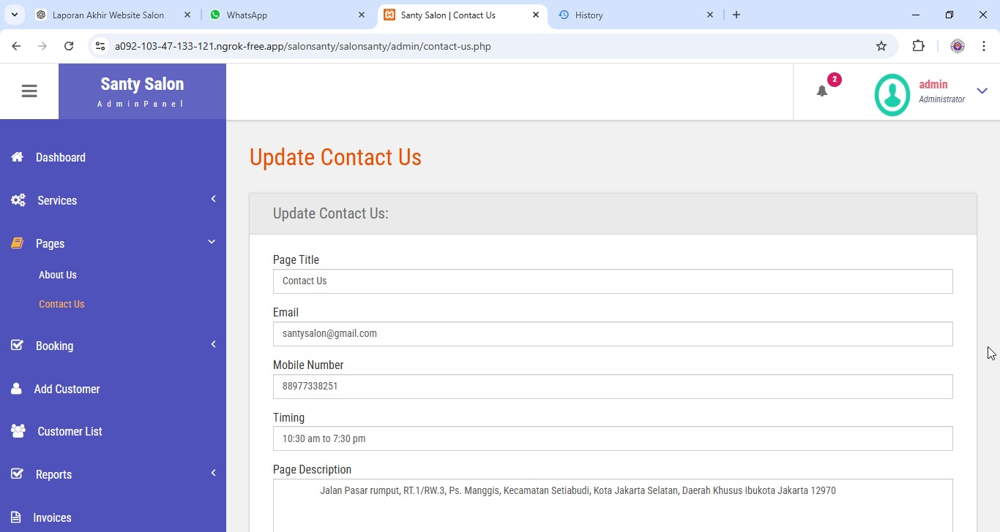 Laporan Akhir Website Salon
WhatsApp
Santy Salon | Contact Us
History
a092-103-47-133-121.ngrok-free.app/salonsanty/salonsanty/admin/contact-us.php
Santy Salon
AdminPanel
2
admin
Administrator
Dashboard
Services
Pages
About Us
Contact Us
Booking
Add Customer
Customer List
Reports
Invoices
Update Contact Us
Update Contact Us:
Page Title
Contact Us
Email
santysalon@gmail.com
Mobile Number
88977338251
Timing
10:30 am to 7:30 pm
Page Description
Jalan Pasar rumput, RT.1/RW.3, Ps. Manggis, Kecamatan Setiabudi, Kota Jakarta Selatan, Daerah Khusus Ibukota Jakarta 12970